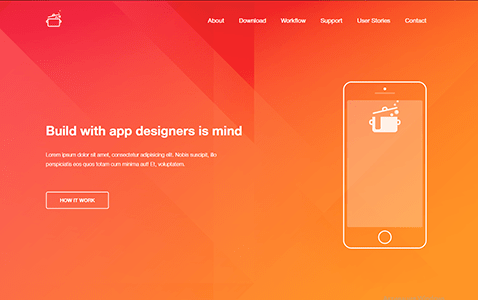 About Download Workflow Support User Stories Contact
Build with app designers is mind
Lorem ipsum dolor sit amet, consectetur adipisicing elit. Nobis suscipit, illo
perspiciatis eos quas totam cum minima aut! Et, voluptatem.
HOW IT WORK